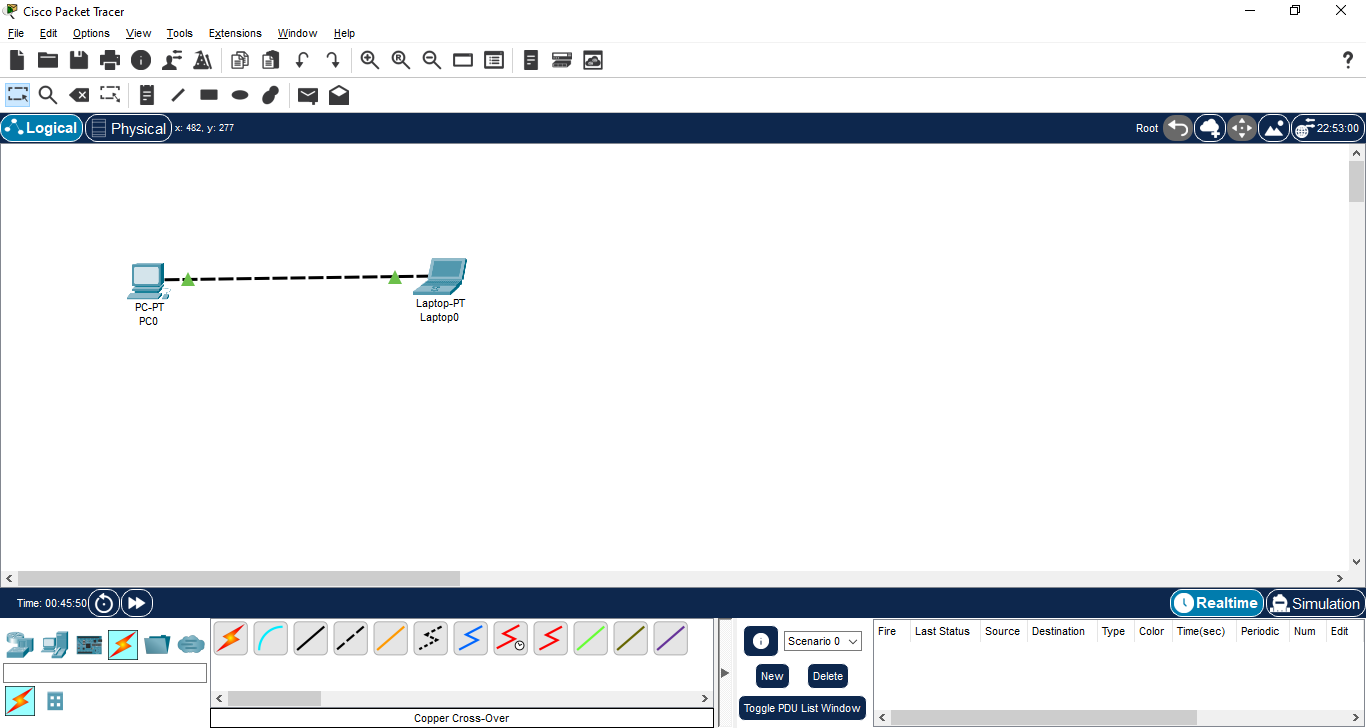 Cisco Packet Tracer
File Edit Options View Tools Extensions Window Help
Logical Physical x: 482, y: 277 Root 22:53:00
PC-PT
PC0
Laptop-PT
Laptop0
Time: 00:45:50 Realtime Simulation
Scenario 0
New Delete
Toggle PDU List Window
Fire Last Status Source Destination Type Color Time(sec) Periodic Num Edit
Copper Cross-Over